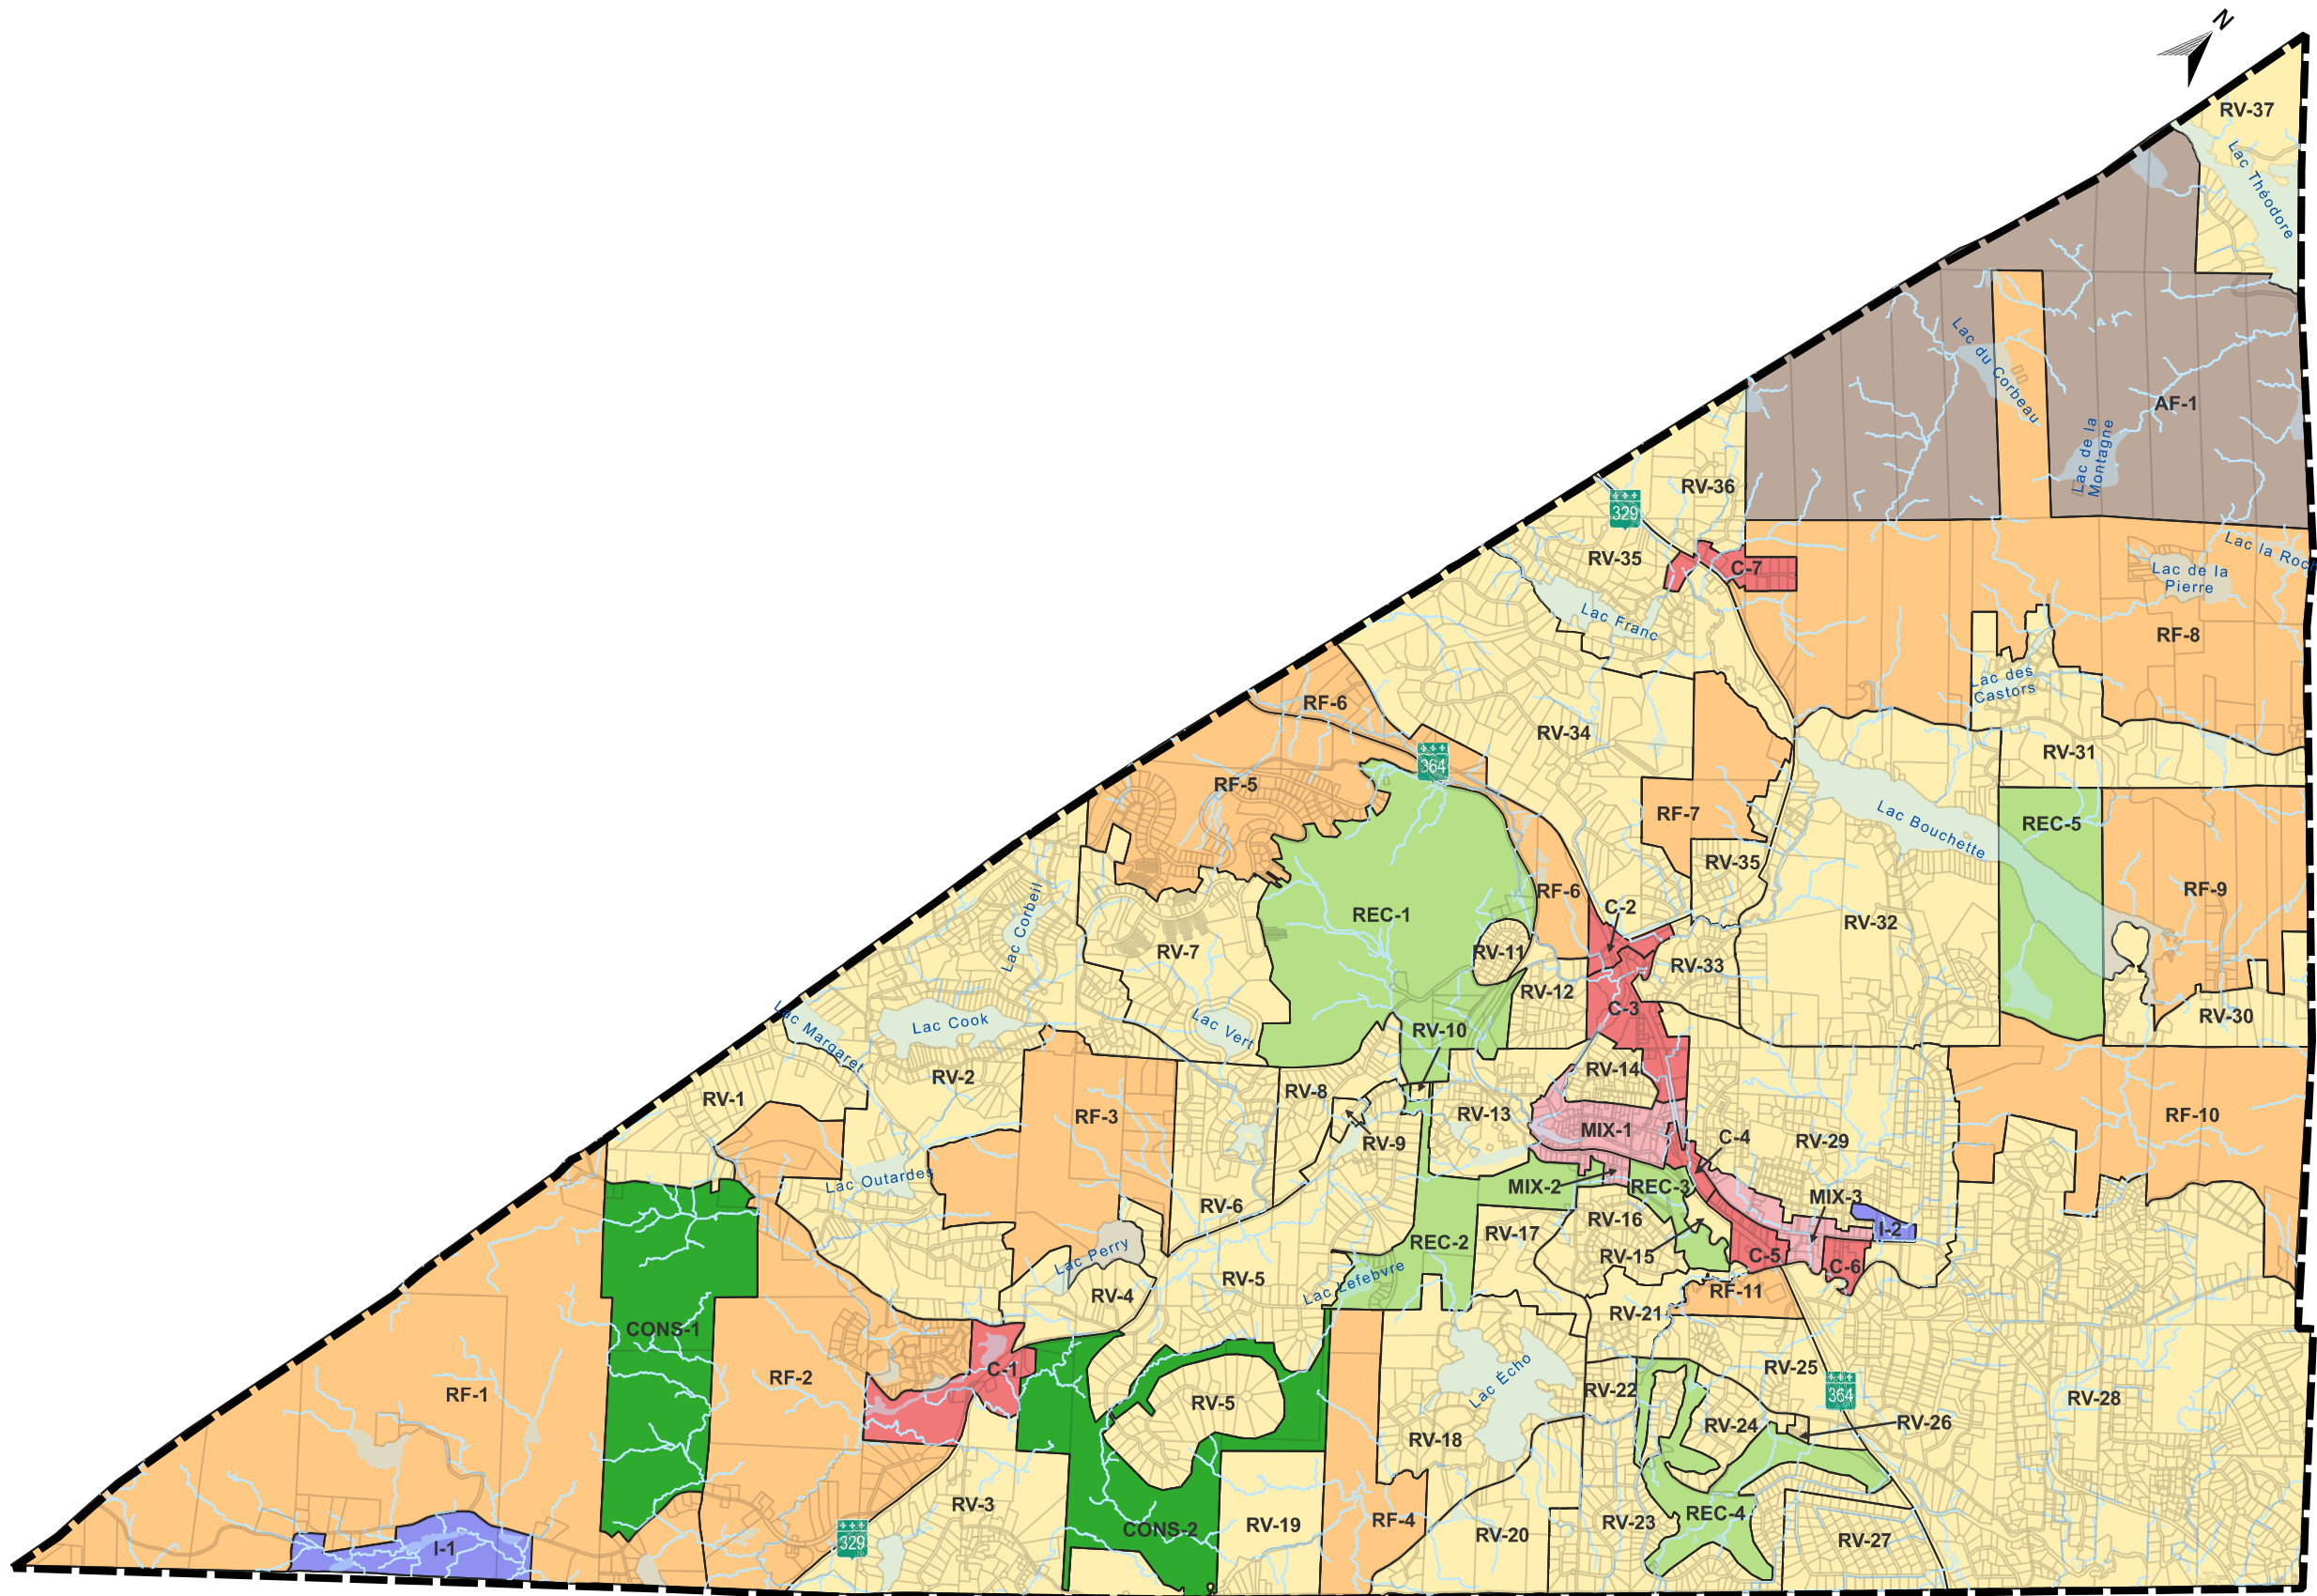 N
RV-37
Lac Théodore
Lac du Corbeau
AF-1
Lac de la
Montagne
RV-36
329
RV-35
C-7
Lac la Roch
Lac de la
Pierre
Lac Franc
RF-8
Lac des
Castors
RF-6
RV-34
RV-31
364
RF-5
RF-7
Lac Bouchette
REC-5
RV-35
RF-6
RF-9
C-2
REC-1
RV-32
Lac Corbeil
RV-7
RV-11
RV-33
RV-12
C-3
RV-30
Lac Margaret
Lac Cook
Lac Vert
RV-10
RV-14
RV-2
RV-8
RV-1
RF-3
RV-13
RF-10
MIX-1
C-4
RV-29
RV-9
Lac Outardes
MIX-2
REC-3
MIX-3
RV-6
RV-16
I-2
RV-17
REC-2
RV-15
C-5
C-6
Lac Perry
RV-5
Lac Lefebvre
RF-11
RV-4
RV-21
CONS-1
C-1
RV-25
RF-2
RF-1
Lac Écho
RV-22
364
RV-28
RV-5
RV-24
RV-26
RV-18
RV-3
REC-4
RF-4
RV-23
RV-19
CONS-2
RV-20
RV-27
329
I-1